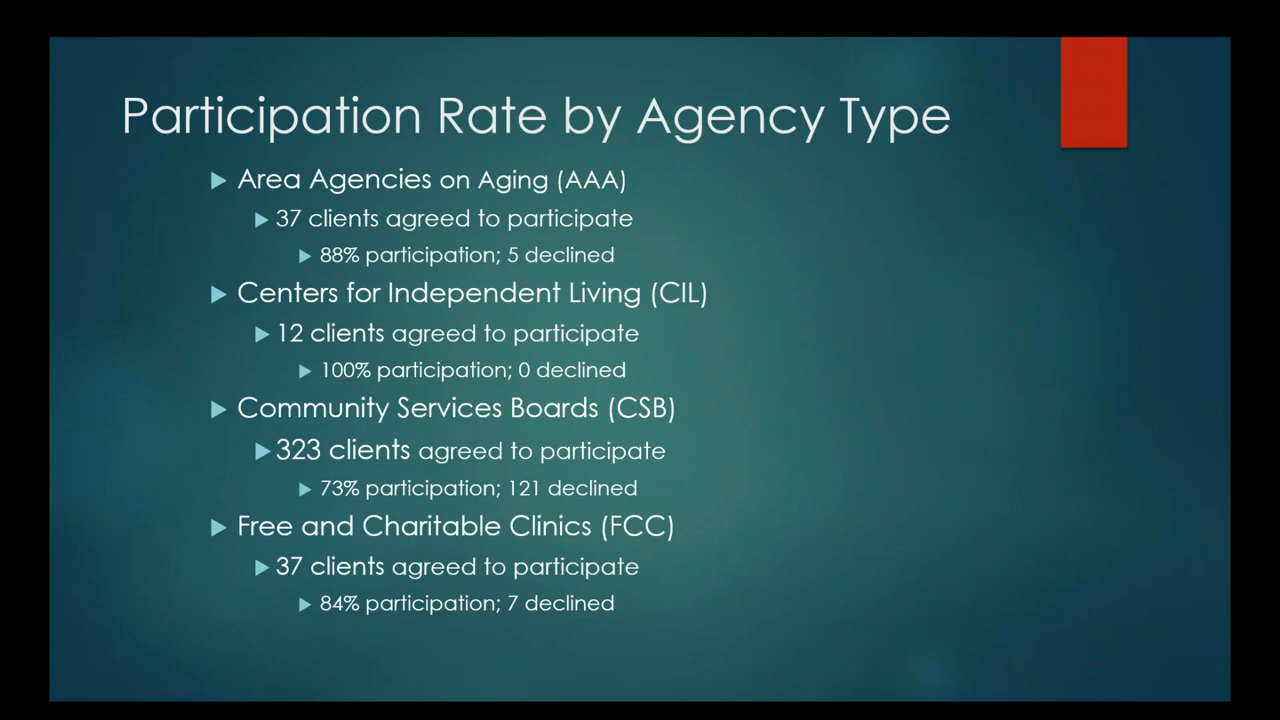 Participation Rate by Agency Type
Area Agencies on Aging (AAA)
37 clients agreed to participate
88% participation; 5 declined
Centers for Independent Living (CIL)
12 clients agreed to participate
100% participation; 0 declined
Community Services Boards (CSB)
323 clients agreed to participate
73% participation; 121 declined
Free and Charitable Clinics (FCC)
37 clients agreed to participate
84% participation; 7 declined